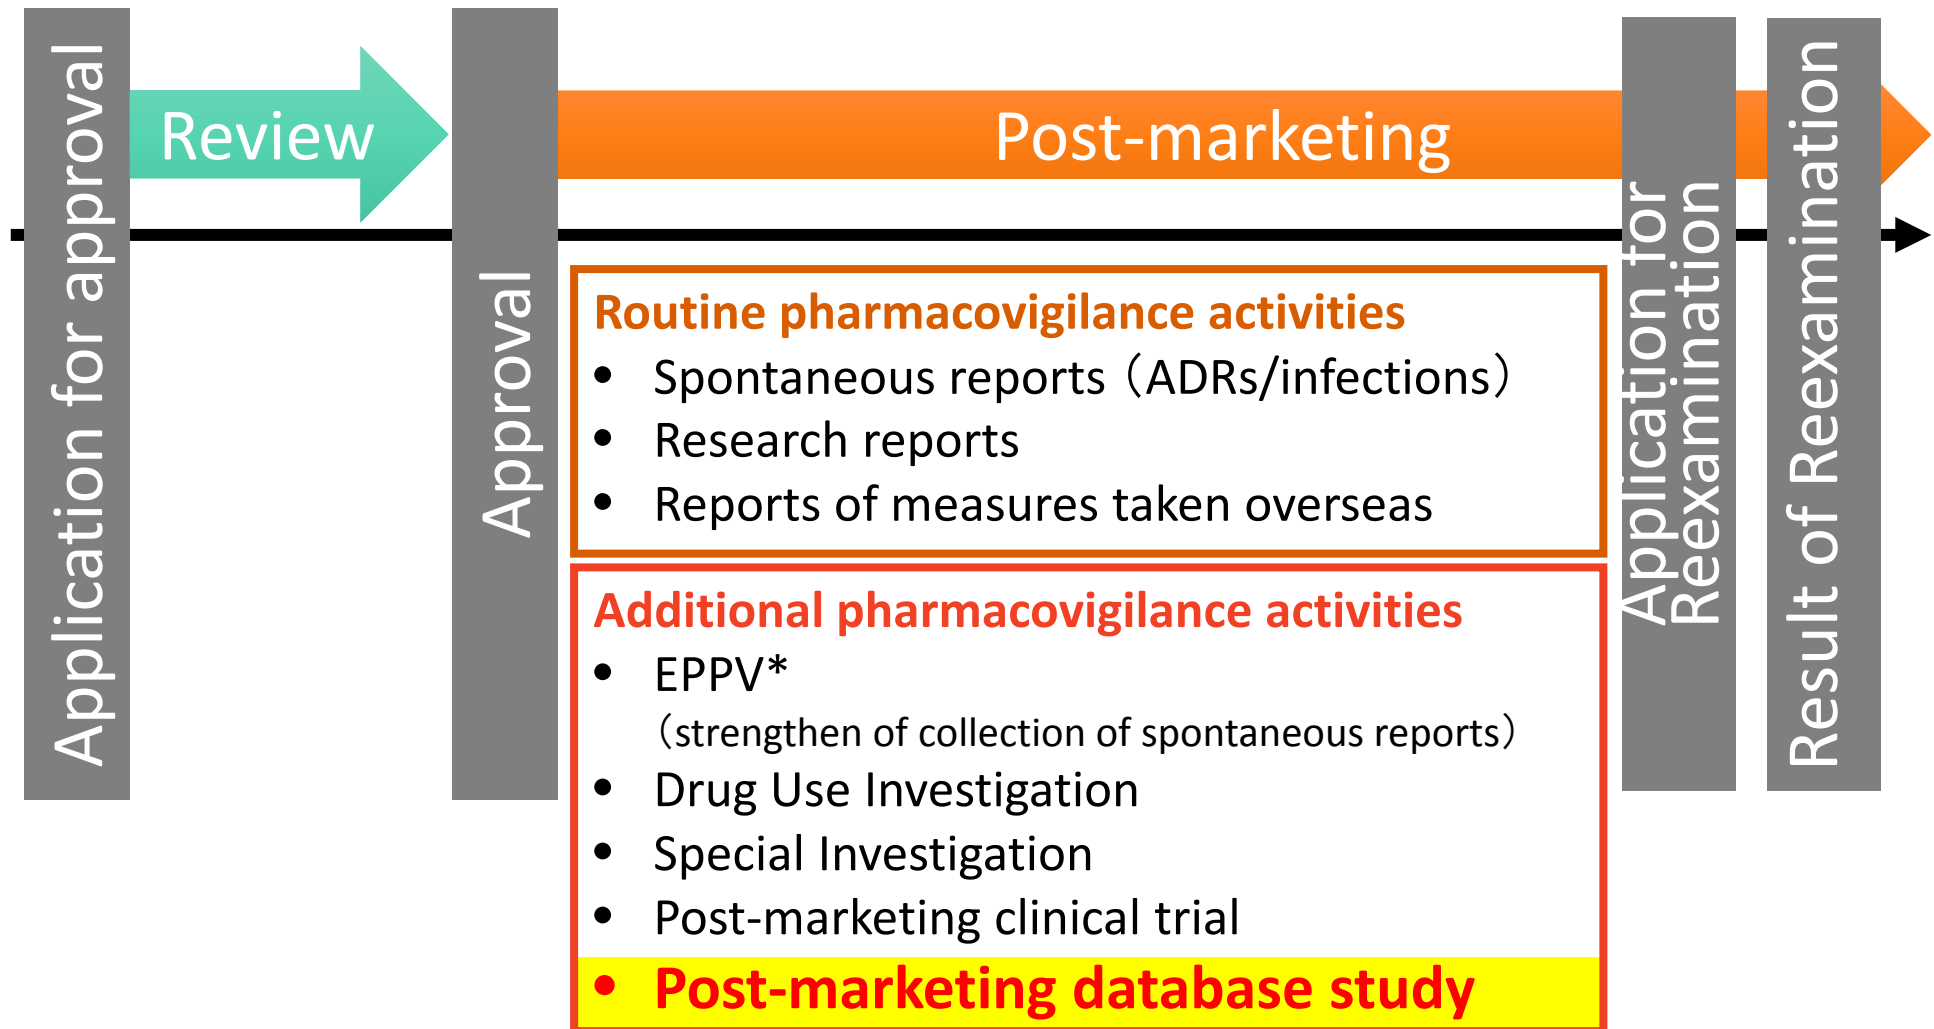 Application for approval
Review
Approval
Post-marketing
Routine pharmacovigilance activities
• Spontaneous reports（ADRs/infections）
• Research reports
• Reports of measures taken overseas
Additional pharmacovigilance activities
• EPPV*
（strengthen of collection of spontaneous reports）
• Drug Use Investigation
• Special Investigation
• Post-marketing clinical trial
• Post-marketing database study
Application for
Reexamination
Result of Reexamination